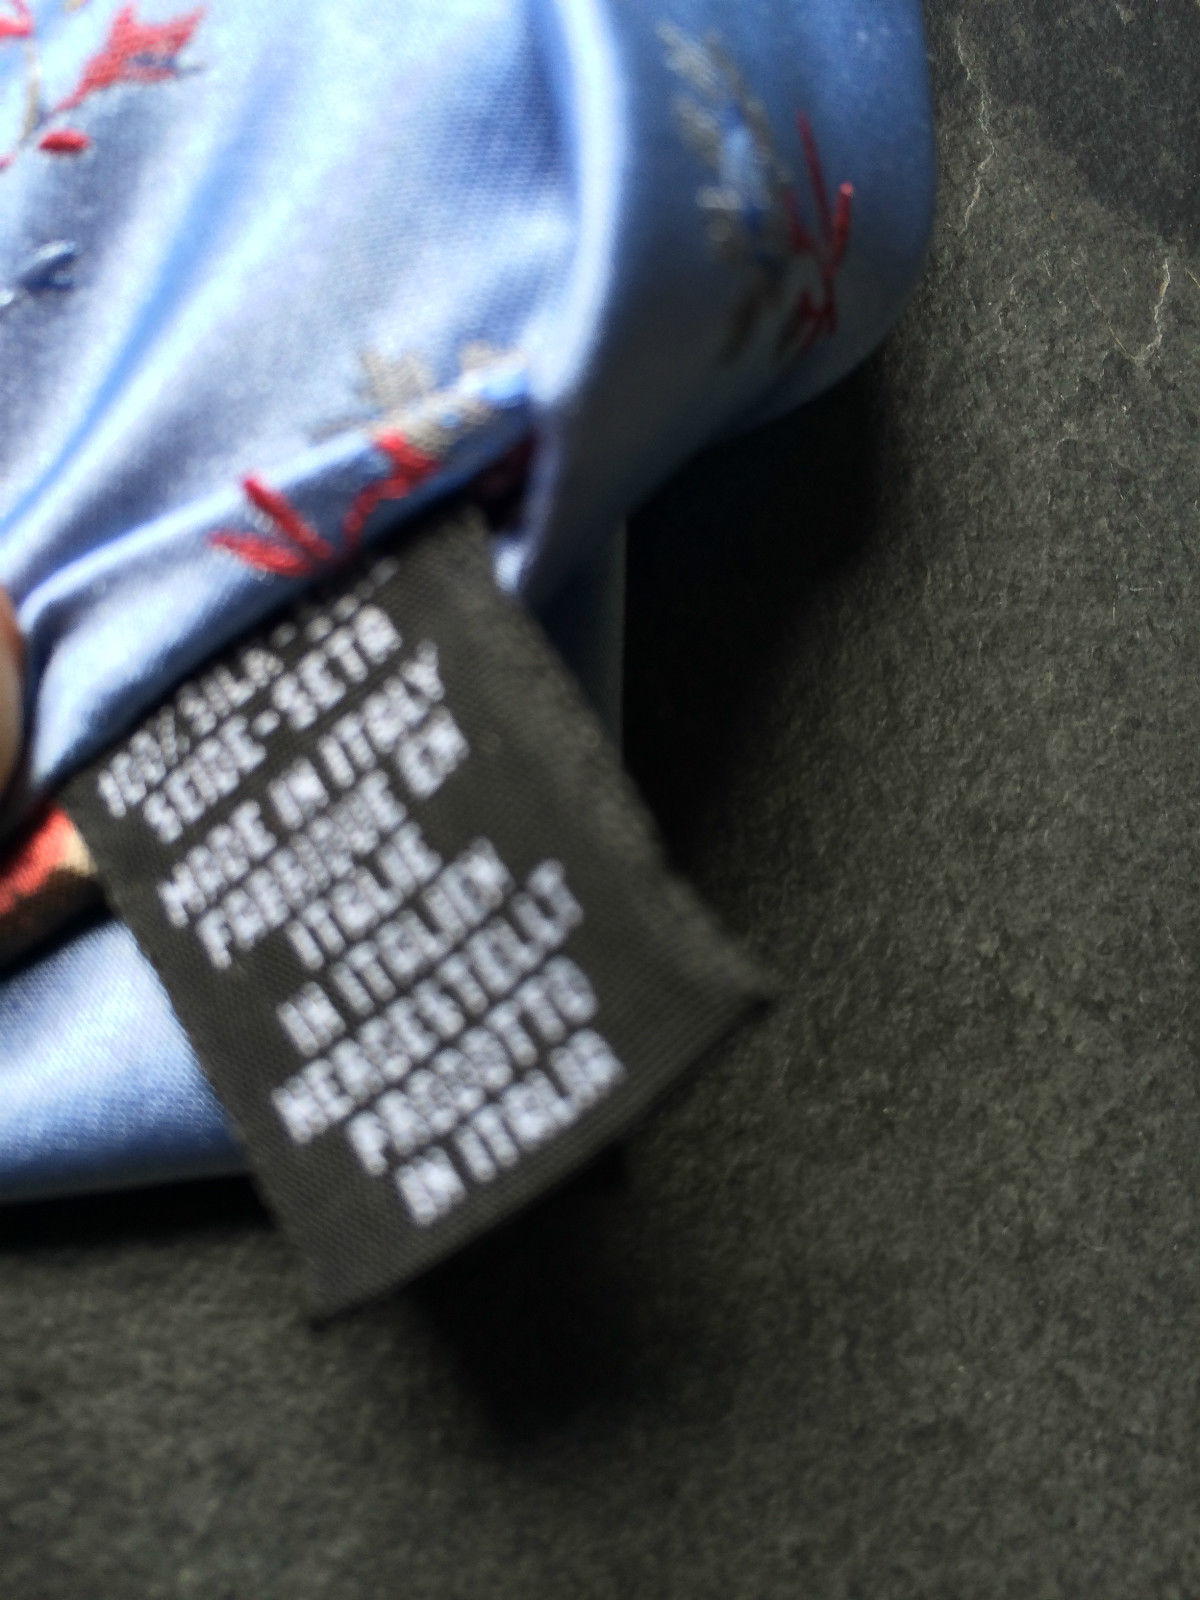 100% SILK-
SEIDE-SETA
MADE IN ITALY
FABRIQUE EN
ITALIE
IN ITALIEN
HERGESTELLT
PRODOTTO
IN ITALIA